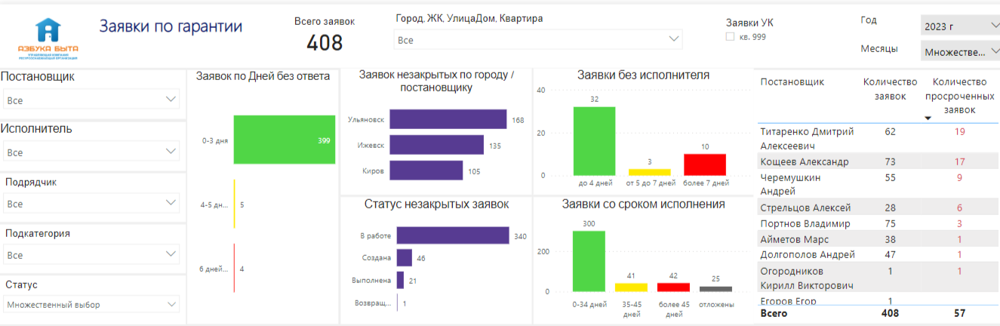 АЗБУКА БЫТА
УПРАВЛЯЮЩАЯ КОМПАНИЯ
Заявки по гарантии
Всего заявок
408
Город, ЖК, УлицаДом, Квартира
Все
Заявки УК
кв. 999
Год
2023 г
Месяцы
Множестве...
Постановщик
Все
Исполнитель
Все
Подрядчик
Все
Подкатегория
Все
Статус
Множественный выбор
Заявок по Дней без ответа
0-3 дня 399
4-5 дн... 5
6 дней... 4
Заявок незакрытых по городу /
постановщику
Ульяновск 168
Ижевск 135
Киров 105
Статус незакрытых заявок
В работе 340
Создана 46
Выполнена 21
Возвращ... 1
Заявки без исполнителя
40
20
0
32
3
10
до 4 дней от 5 до 7 дней более 7 дней
Заявки со сроком исполнения
200
0
300
41
42
25
0-34 дней 35-45 дней более 45 дней отложены
Постановщик Количество заявок Количество просроченных заявок
Титаренко Дмитрий Алексеевич 62 19
Кощеев Александр 73 17
Черемушкин Андрей 55 9
Стрельцов Алексей 28 6
Портнов Владимир 75 3
Айметов Марс 38 1
Долгополов Андрей 47 1
Огородников Кирилл Викторович 1 1
Егоров Егор 1
Всего 408 57